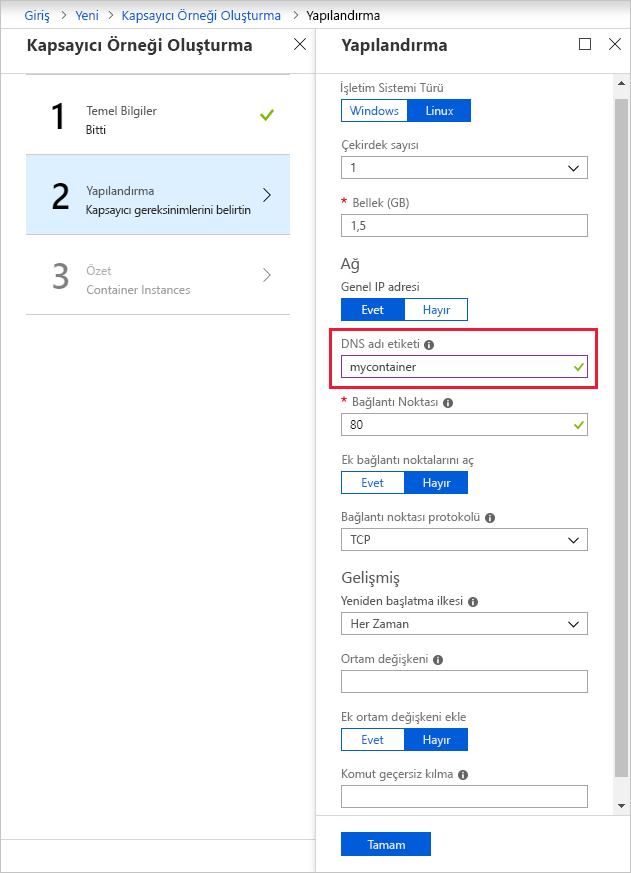 Giriş > Yeni > Kapsayıcı Örneği Oluşturma > Yapılandırma
Kapsayıcı Örneği Oluşturma
1
Temel Bilgiler
Bitti
2
Yapılandırma
Kapsayıcı gereksinimlerini belirtin
3
Özet
Container Instances
Yapılandırma
İşletim Sistemi Türü
Windows Linux
Çekirdek sayısı
1
* Bellek (GB)
1,5
Ağ
Genel IP adresi
Evet Hayır
DNS adı etiketi
mycontainer
* Bağlantı Noktası
80
Ek bağlantı noktalarını aç
Evet Hayır
Bağlantı noktası protokolü
TCP
Gelişmiş
Yeniden başlatma ilkesi
Her Zaman
Ortam değişkeni
Ek ortam değişkeni ekle
Evet Hayır
Komut geçersiz kılma
Tamam